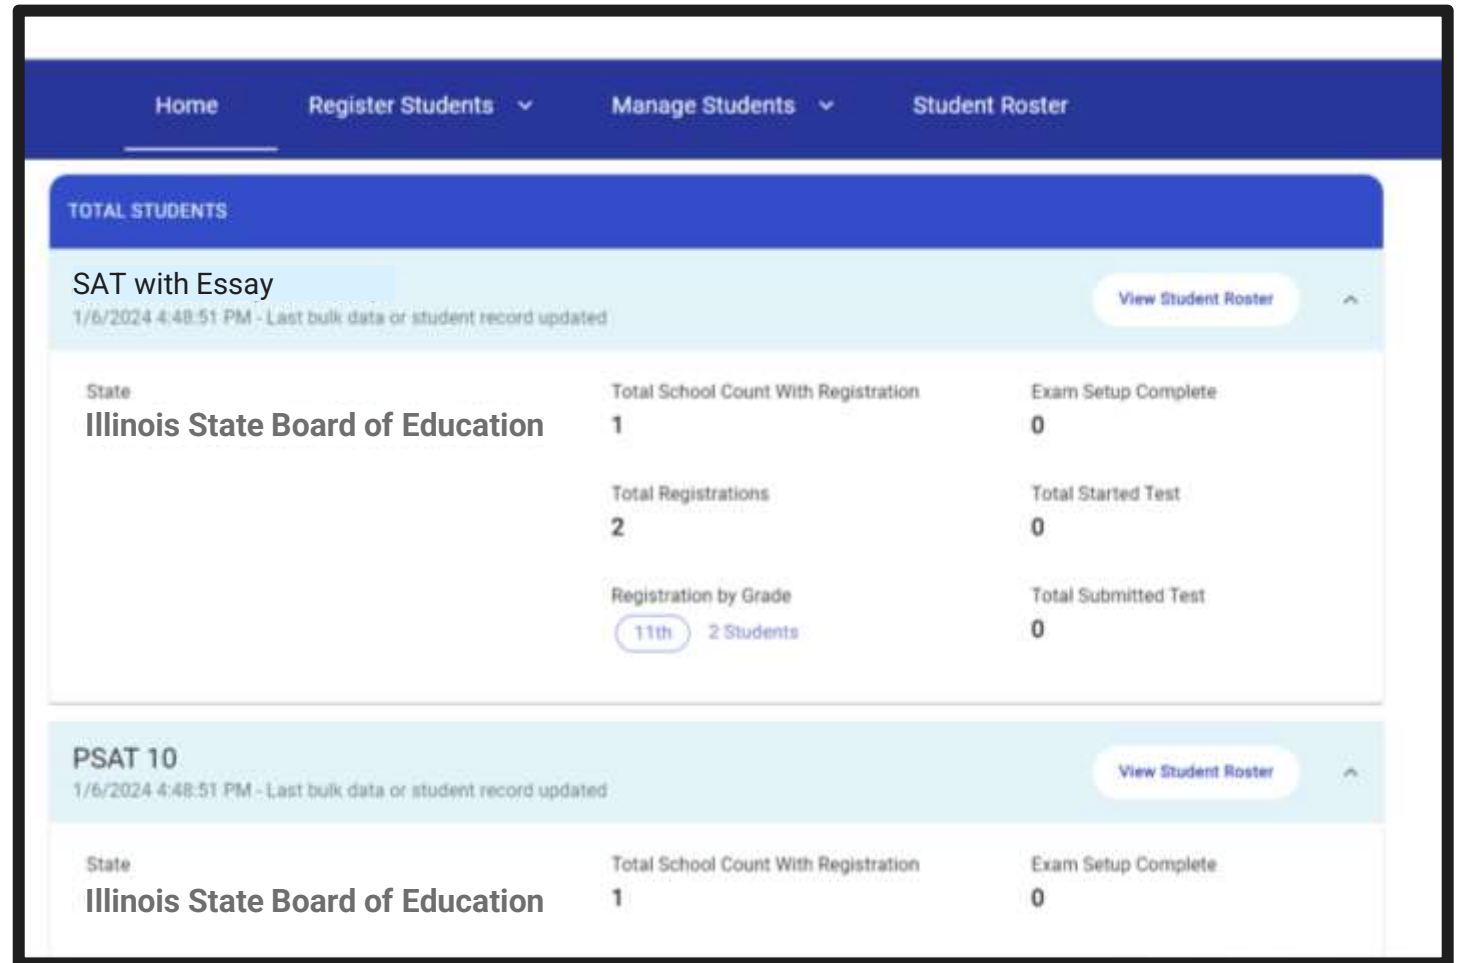 Home Register Students Manage Students Student Roster
TOTAL STUDENTS
SAT with Essay
View Student Roster
1/6/2024 4:48:51 PM - Last bulk data or student record updated
State Total School Count With Registration Exam Setup Complete
Illinois State Board of Education 1 0
Total Registrations Total Started Test
2 0
Registration by Grade Total Submitted Test
11th 2 Students 0
PSAT 10
View Student Roster
1/6/2024 4:48:51 PM - Last bulk data or student record updated
State Total School Count With Registration Exam Setup Complete
Illinois State Board of Education 1 0